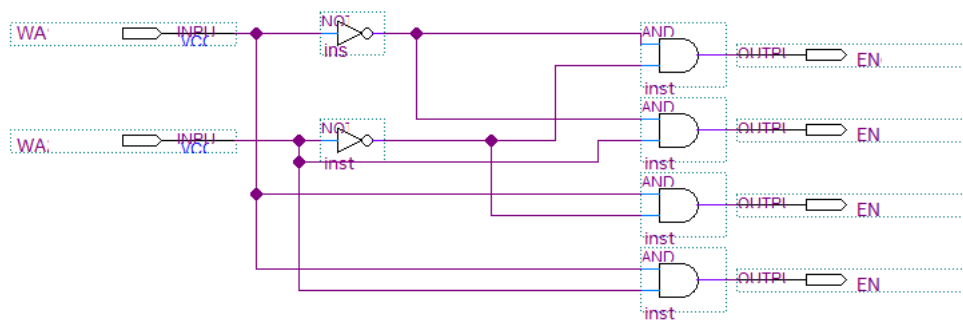 WA:
INPU
VCC
NOT
ins
AND
inst
OUTPU
EN
WA:
INPU
VCC
NOT
inst
AND
inst
OUTPU
EN
AND
inst
OUTPU
EN
AND
inst
OUTPU
EN